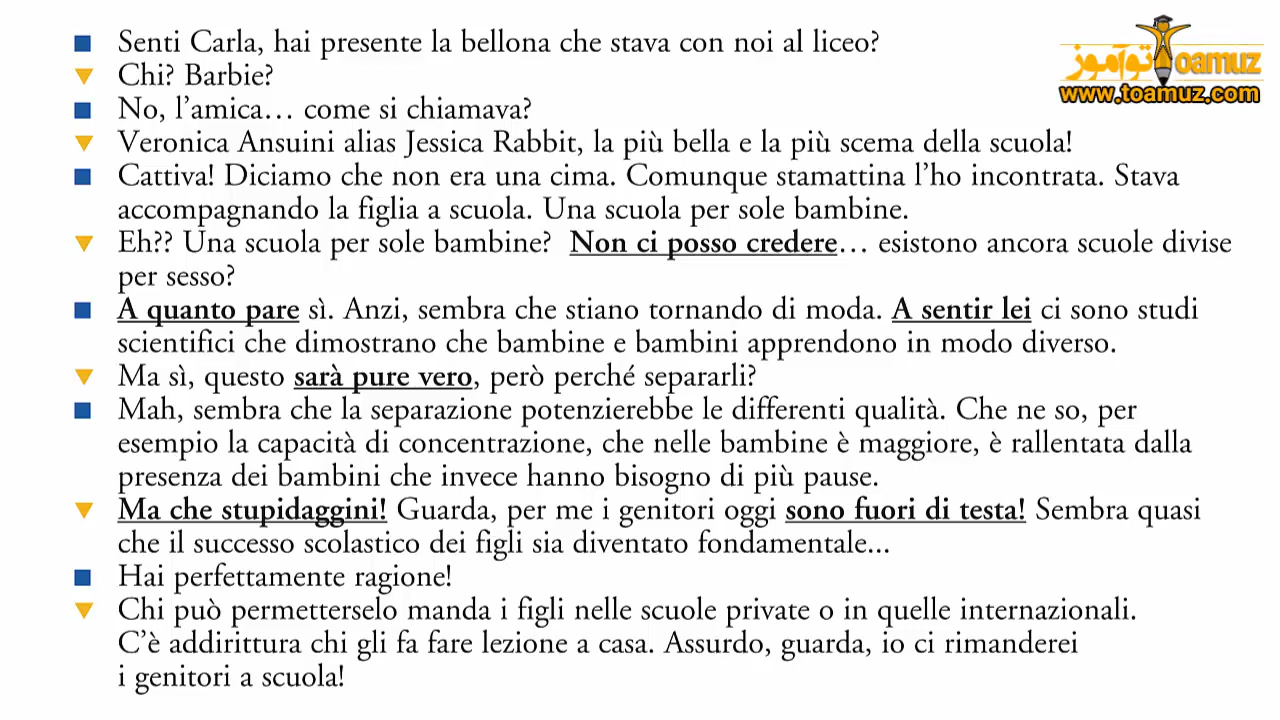 Senti Carla, hai presente la bellona che stava con noi al liceo?
Chi? Barbie?
No, l’amica… come si chiamava?
Veronica Ansuini alias Jessica Rabbit, la più bella e la più scema della scuola!
Cattiva! Diciamo che non era una cima. Comunque stamattina l’ho incontrata. Stava
accompagnando la figlia a scuola. Una scuola per sole bambine.
Eh?? Una scuola per sole bambine? Non ci posso credere… esistono ancora scuole divise
per sesso?
A quanto pare sì. Anzi, sembra che stiano tornando di moda. A sentir lei ci sono studi
scientifici che dimostrano che bambine e bambini apprendono in modo diverso.
Ma sì, questo sarà pure vero, però perché separarli?
Mah, sembra che la separazione potenzierebbe le differenti qualità. Che ne so, per
esempio la capacità di concentrazione, che nelle bambine è maggiore, è rallentata dalla
presenza dei bambini che invece hanno bisogno di più pause.
Ma che stupidaggini! Guarda, per me i genitori oggi sono fuori di testa! Sembra quasi
che il successo scolastico dei figli sia diventato fondamentale...
Hai perfettamente ragione!
Chi può permetterselo manda i figli nelle scuole private o in quelle internazionali.
C’è addirittura chi gli fa fare lezione a casa. Assurdo, guarda, io ci rimanderei
i genitori a scuola!
توآموز Toamuz
www.toamuz.com